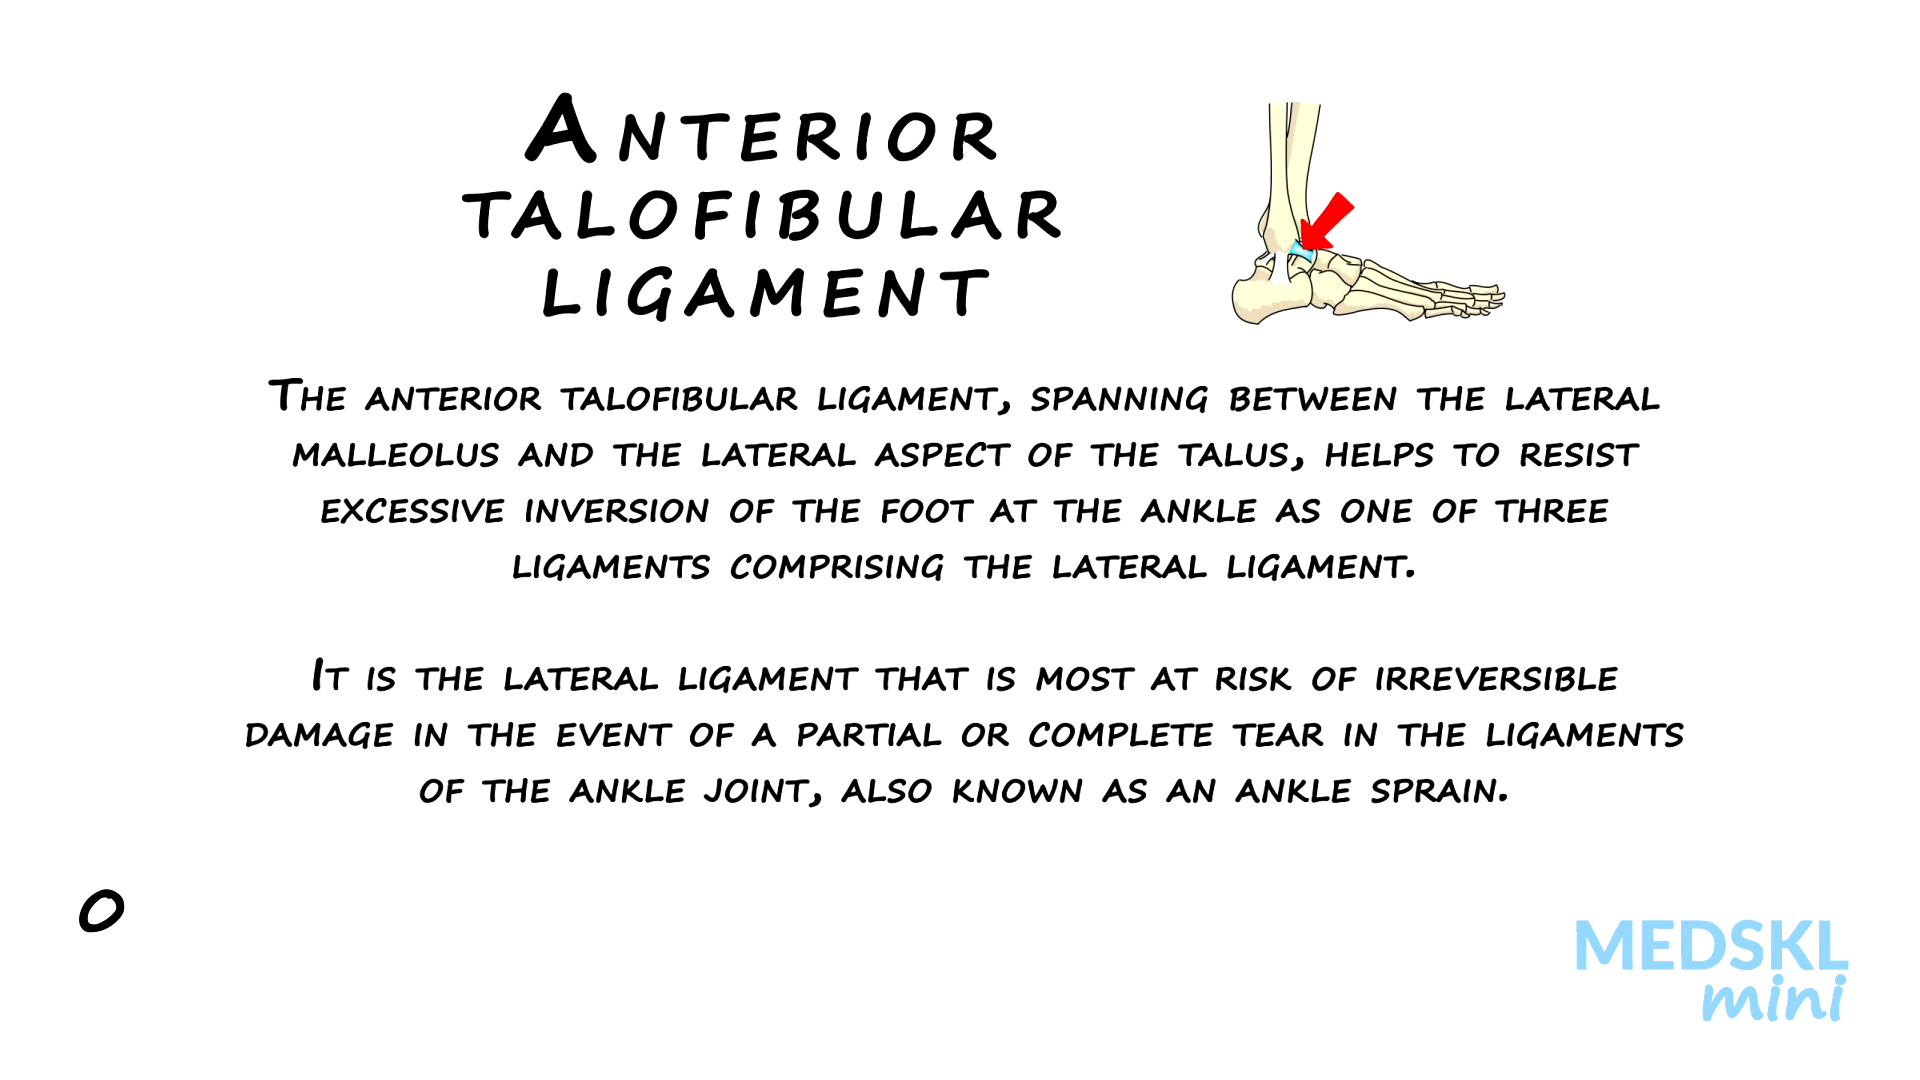 Anterior
talofibular
ligament
The anterior talofibular ligament, spanning between the lateral
malleolus and the lateral aspect of the talus, helps to resist
excessive inversion of the foot at the ankle as one of three
ligaments comprising the lateral ligament.
It is the lateral ligament that is most at risk of irreversible
damage in the event of a partial or complete tear in the ligaments
of the ankle joint, also known as an ankle sprain.
0
MEDSKL
mini